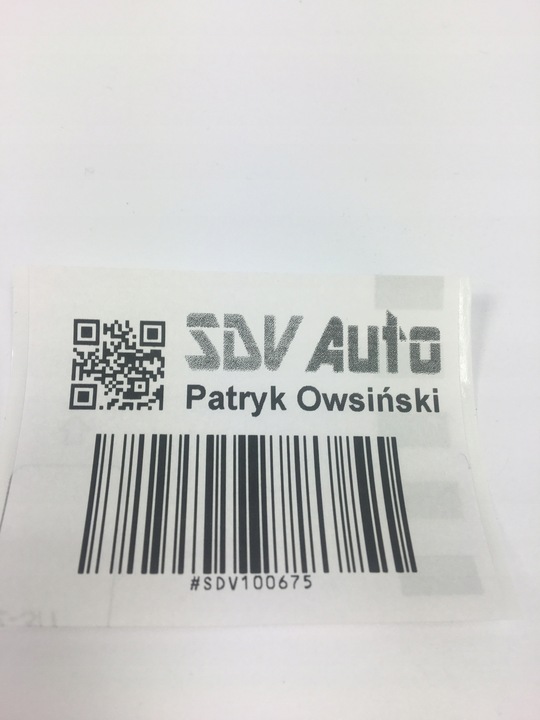 SDV Auto
Patryk Owsiński
#SDV100675